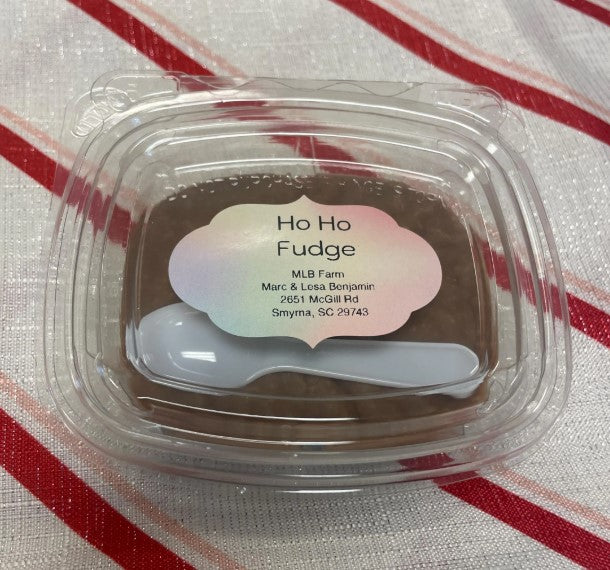 Ho Ho
Fudge
MLB Farm
Marc & Lesa Benjamin
2651 McGill Rd
Smyrna, SC 29743